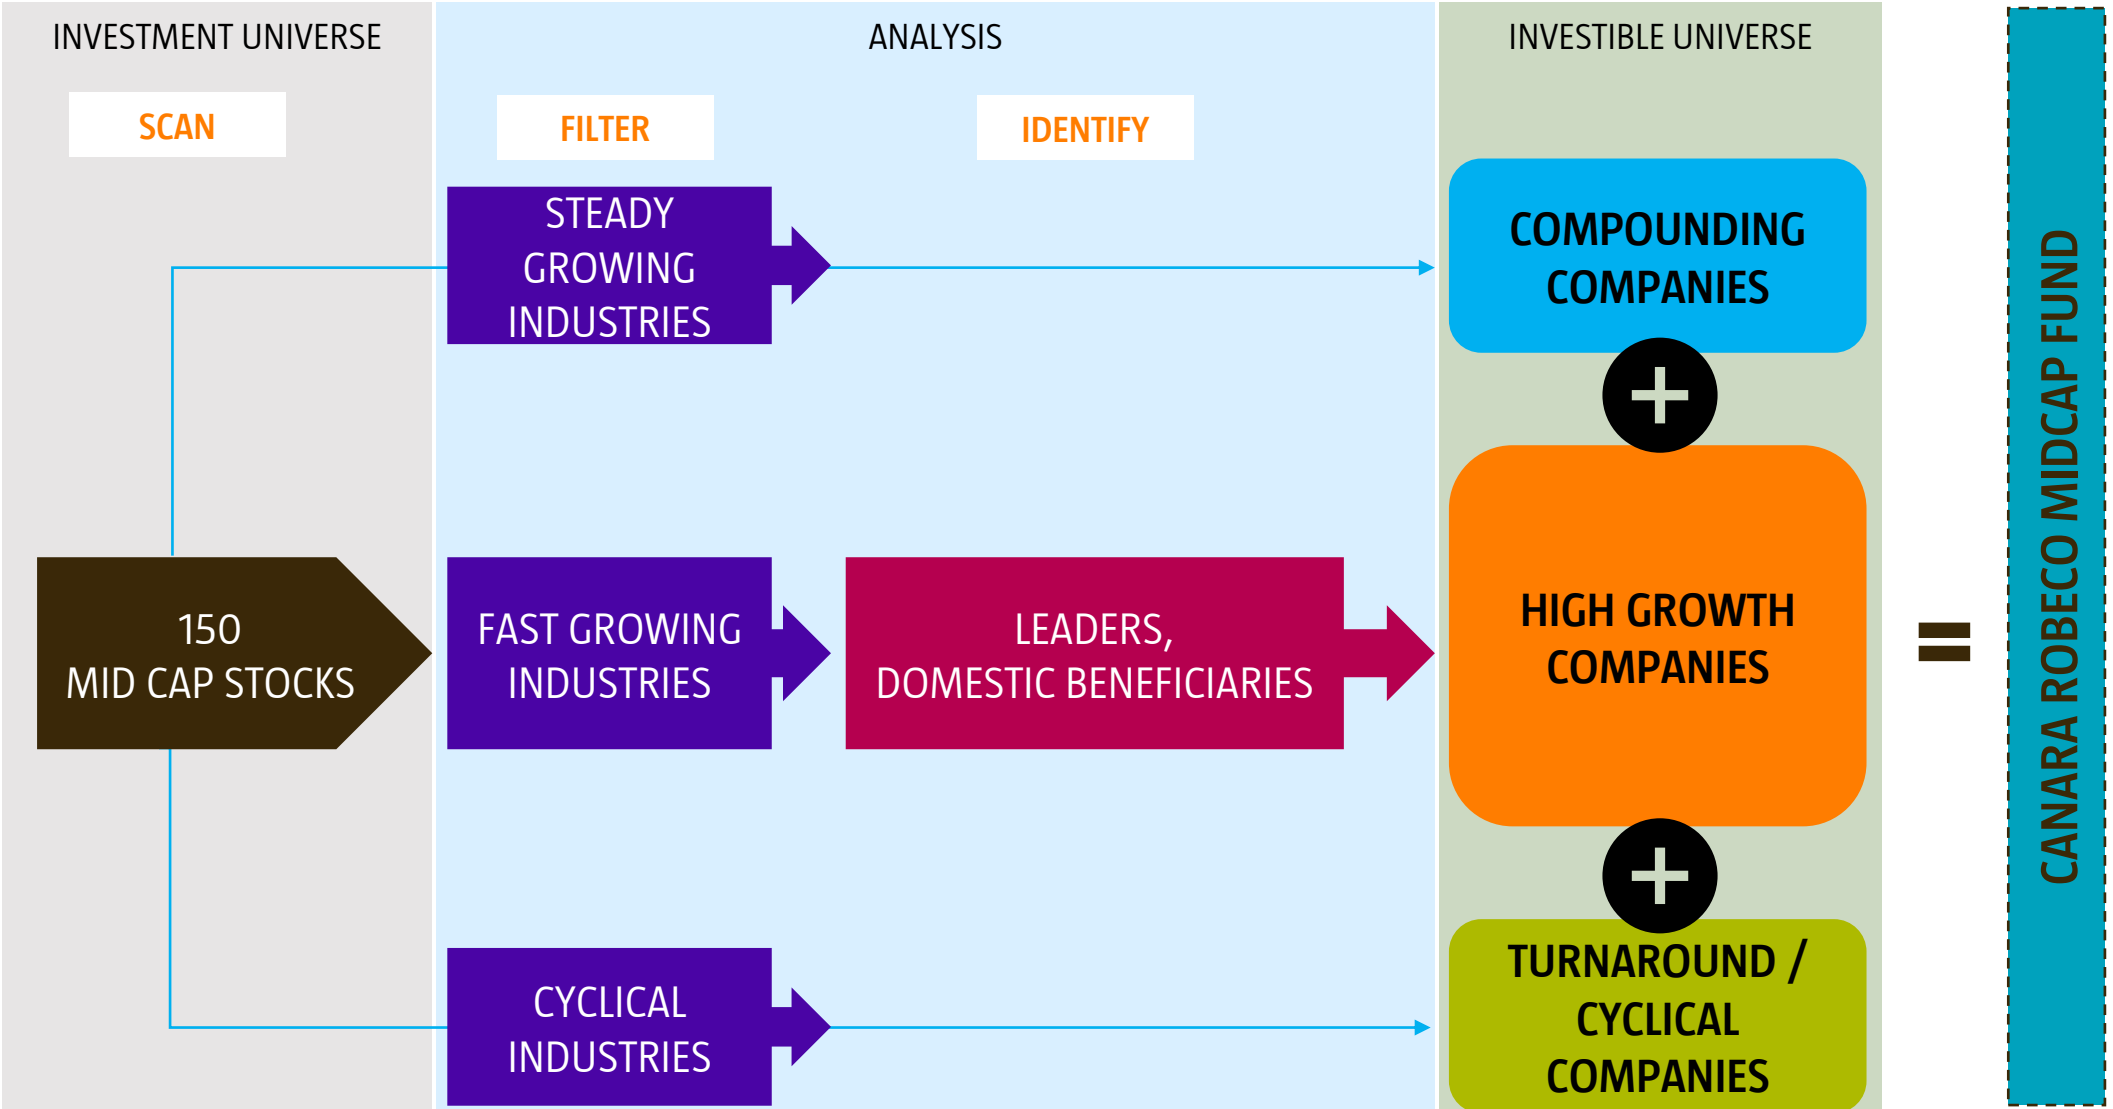 INVESTMENT UNIVERSE
ANALYSIS
INVESTIBLE UNIVERSE
SCAN
FILTER
IDENTIFY
STEADY
GROWING
INDUSTRIES
COMPOUNDING
COMPANIES
+
150
MID CAP STOCKS
FAST GROWING
INDUSTRIES
LEADERS,
DOMESTIC BENEFICIARIES
HIGH GROWTH
COMPANIES
+
CYCLICAL
INDUSTRIES
TURNAROUND /
CYCLICAL
COMPANIES
=
CANARA ROBECO MIDCAP FUND